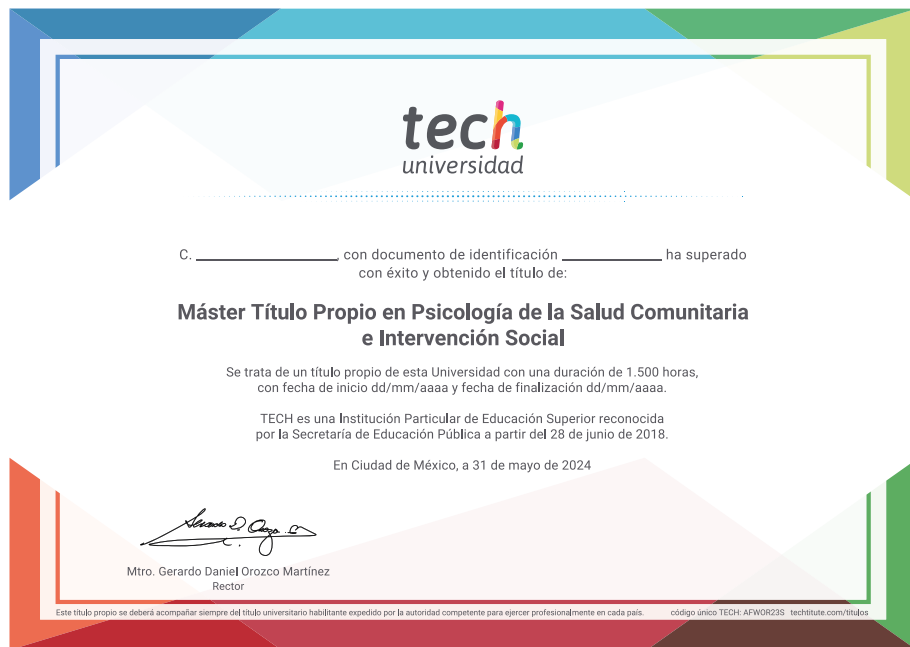 tech
universidad
C. ____________, con documento de identificación _________ ha superado
con éxito y obtenido el título de:
Máster Título Propio en Psicología de la Salud Comunitaria
e Intervención Social
Se trata de un título propio de esta Universidad con una duración de 1.500 horas,
con fecha de inicio dd/mm/aaaa y fecha de finalización dd/mm/aaaa.
TECH es una Institución Particular de Educación Superior reconocida
por la Secretaría de Educación Pública a partir del 28 de junio de 2018.
En Ciudad de México, a 31 de mayo de 2024
Mtro. Gerardo Daniel Orozco Martínez
Rector
Este título propio se deberá acompañar siempre del título universitario habilitante expedido por la autoridad competente para ejercer profesionalmente en cada país. código único TECH: AFWOR23S techtitute.com/titulos